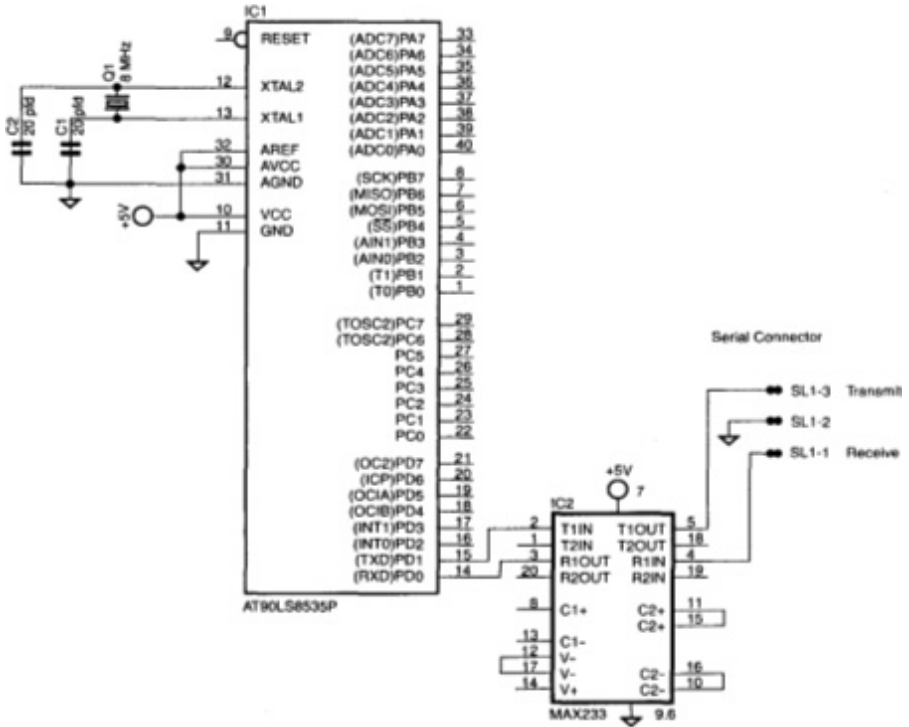 IC1
9 RESET
12 XTAL2
13 XTAL1
32 AREF
30 AVCC
31 AGND
10 VCC
11 GND
Q1
8 MHz
C2
20 pfd
C1
20 pfd
+5V
(ADC7)PA7 33
(ADC6)PA6 34
(ADC5)PA5 35
(ADC4)PA4 36
(ADC3)PA3 37
(ADC2)PA2 38
(ADC1)PA1 39
(ADC0)PA0 40
(SCK)PB7 8
(MISO)PB6 7
(MOSI)PB5 6
(SS)PB4 5
(AIN1)PB3 4
(AIN0)PB2 3
(T1)PB1 2
(T0)PB0 1
(TOSC2)PC7 29
(TOSC2)PC6 28
PC5 27
PC4 26
PC3 25
PC2 24
PC1 23
PC0 22
(OC2)PD7 21
(ICP)PD6 20
(OCIA)PD5 19
(OCIB)PD4 18
(INT1)PD3 17
(INT0)PD2 16
(TXD)PD1 15
(RXD)PD0 14
AT90LS8535P
Serial Connector
SL1-3 Transmit
SL1-2
SL1-1 Receive
+5V
7
IC2
2 T1IN T1OUT 5
1 T2IN T2OUT 18
3 R1OUT R1IN 4
20 R2OUT R2IN 19
8 C1+ C2+ 11
C2+ 15
13 C1-
12 V-
17 V- C2- 16
14 V+ C2- 10
MAX233 9.6